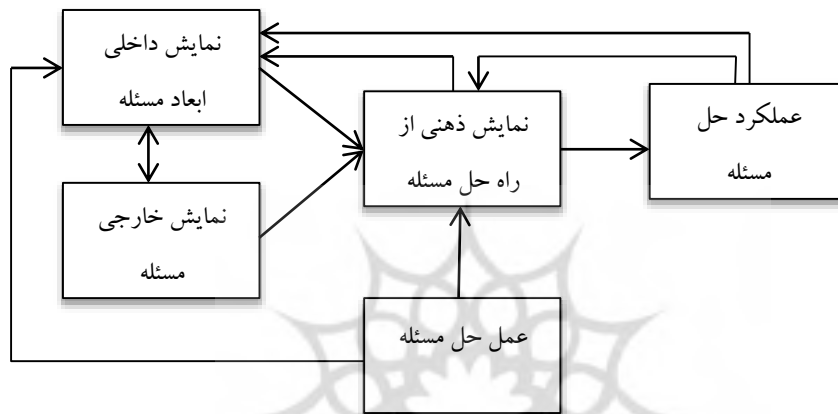 نمایش داخلی
ابعاد مسئله
نمایش ذهنی از
راه حل مسئله
عملکرد حل
مسئله
نمایش خارجی
مسئله
عمل حل مسئله